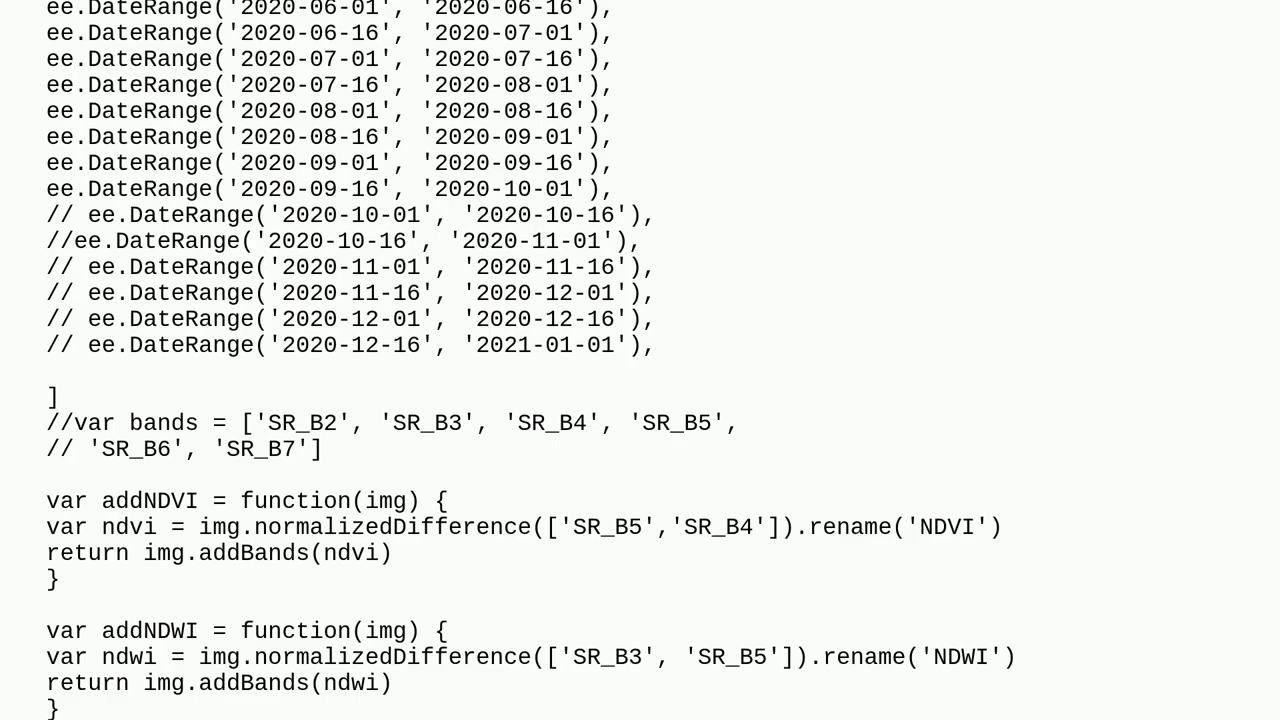 ee.DateRange('2020-06-01', '2020-06-16'),
ee.DateRange('2020-06-16', '2020-07-01'),
ee.DateRange('2020-07-01', '2020-07-16'),
ee.DateRange('2020-07-16', '2020-08-01'),
ee.DateRange('2020-08-01', '2020-08-16'),
ee.DateRange('2020-08-16', '2020-09-01'),
ee.DateRange('2020-09-01', '2020-09-16'),
ee.DateRange('2020-09-16', '2020-10-01'),
// ee.DateRange('2020-10-01', '2020-10-16'),
//ee.DateRange('2020-10-16', '2020-11-01'),
// ee.DateRange('2020-11-01', '2020-11-16'),
// ee.DateRange('2020-11-16', '2020-12-01'),
// ee.DateRange('2020-12-01', '2020-12-16'),
// ee.DateRange('2020-12-16', '2021-01-01'),
]
//var bands = ['SR_B2', 'SR_B3', 'SR_B4', 'SR_B5',
// 'SR_B6', 'SR_B7']
var addNDVI = function(img) {
var ndvi = img.normalizedDifference(['SR_B5','SR_B4']).rename('NDVI')
return img.addBands(ndvi)
}
var addNDWI = function(img) {
var ndwi = img.normalizedDifference(['SR_B3', 'SR_B5']).rename('NDWI')
return img.addBands(ndwi)
}